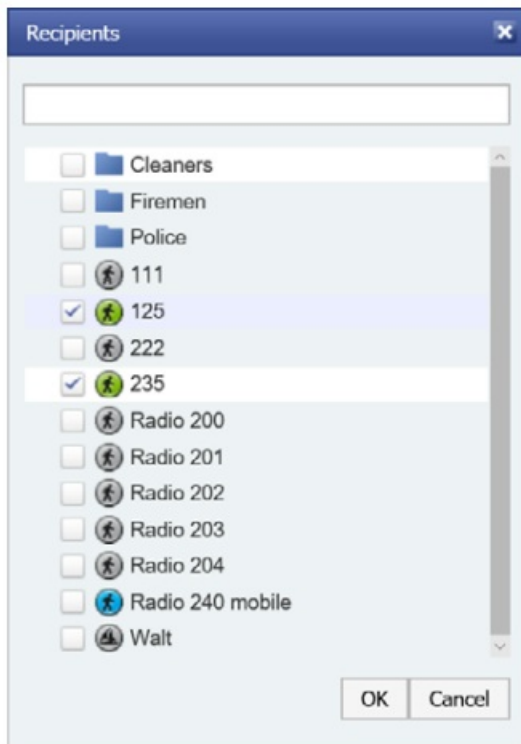 Recipients
Cleaners
Firemen
Police
111
125
222
235
Radio 200
Radio 201
Radio 202
Radio 203
Radio 204
Radio 240 mobile
Walt
OK Cancel